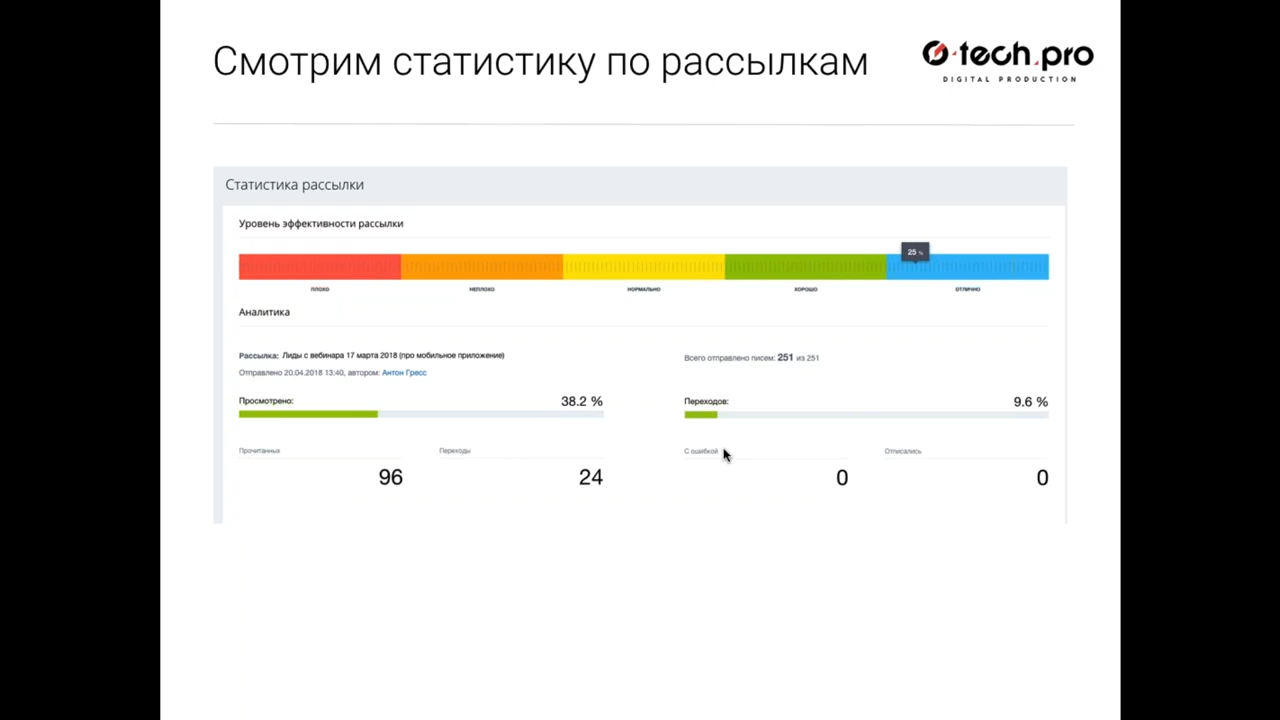 Смотрим статистику по рассылкам
tech.pro
DIGITAL PRODUCTION
Статистика рассылки
Уровень эффективности рассылки
25 %
ПЛОХО НЕПЛОХО НОРМАЛЬНО ХОРОШО ОТЛИЧНО
Аналитика
Рассылка: Лиды с вебинара 17 марта 2018 (про мобильное приложение)
Всего отправлено писем: 251 из 251
Отправлено 20.04.2018 13:40, автором: Антон Гресс
Просмотрено: 38.2 %
Переходов: 9.6 %
Прочитанных Переходы С ошибкой Отписались
96 24 0 0